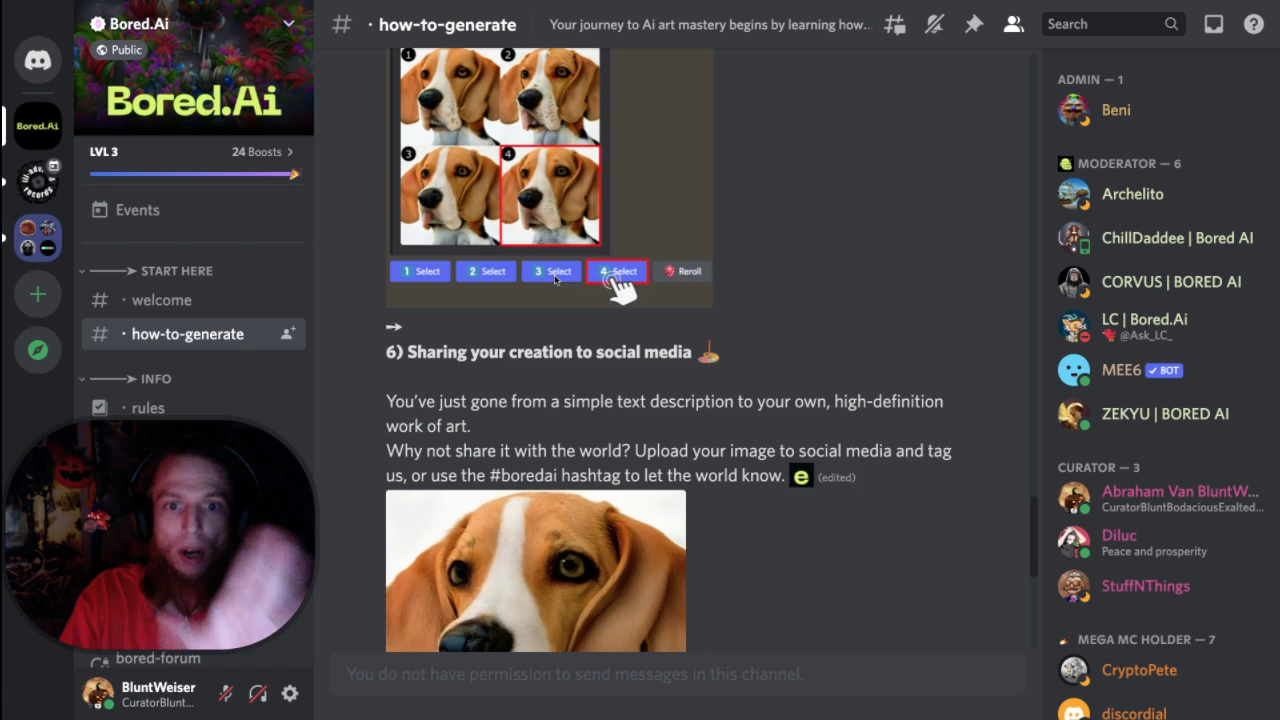 Bored.Ai
Public
Bored.Ai
LVL 3
24 Boosts
Events
START HERE
welcome
how-to-generate
INFO
rules
bored-forum
BluntWeiser
CuratorBlunt...
Bored.Ai
# · how-to-generate
Your journey to Ai art mastery begins by learning how...
Search
1
2
3
4
1 Select
2 Select
3 Select
4 Select
Reroll
6) Sharing your creation to social media
You've just gone from a simple text description to your own, high-definition
work of art.
Why not share it with the world? Upload your image to social media and tag
us, or use the #boredai hashtag to let the world know. (edited)
You do not have permission to send messages in this channel.
ADMIN — 1
Beni
MODERATOR — 6
Archelito
ChillDaddee | Bored AI
CORVUS | BORED AI
LC | Bored.Ai
@Ask_LC_
MEE6 ✓ BOT
ZEKYU | BORED AI
CURATOR — 3
Abraham Van BluntW...
CuratorBluntBodaciousExalted...
Diluc
Peace and prosperity
StuffNThings
MEGA MC HOLDER — 7
CryptoPete
discordial